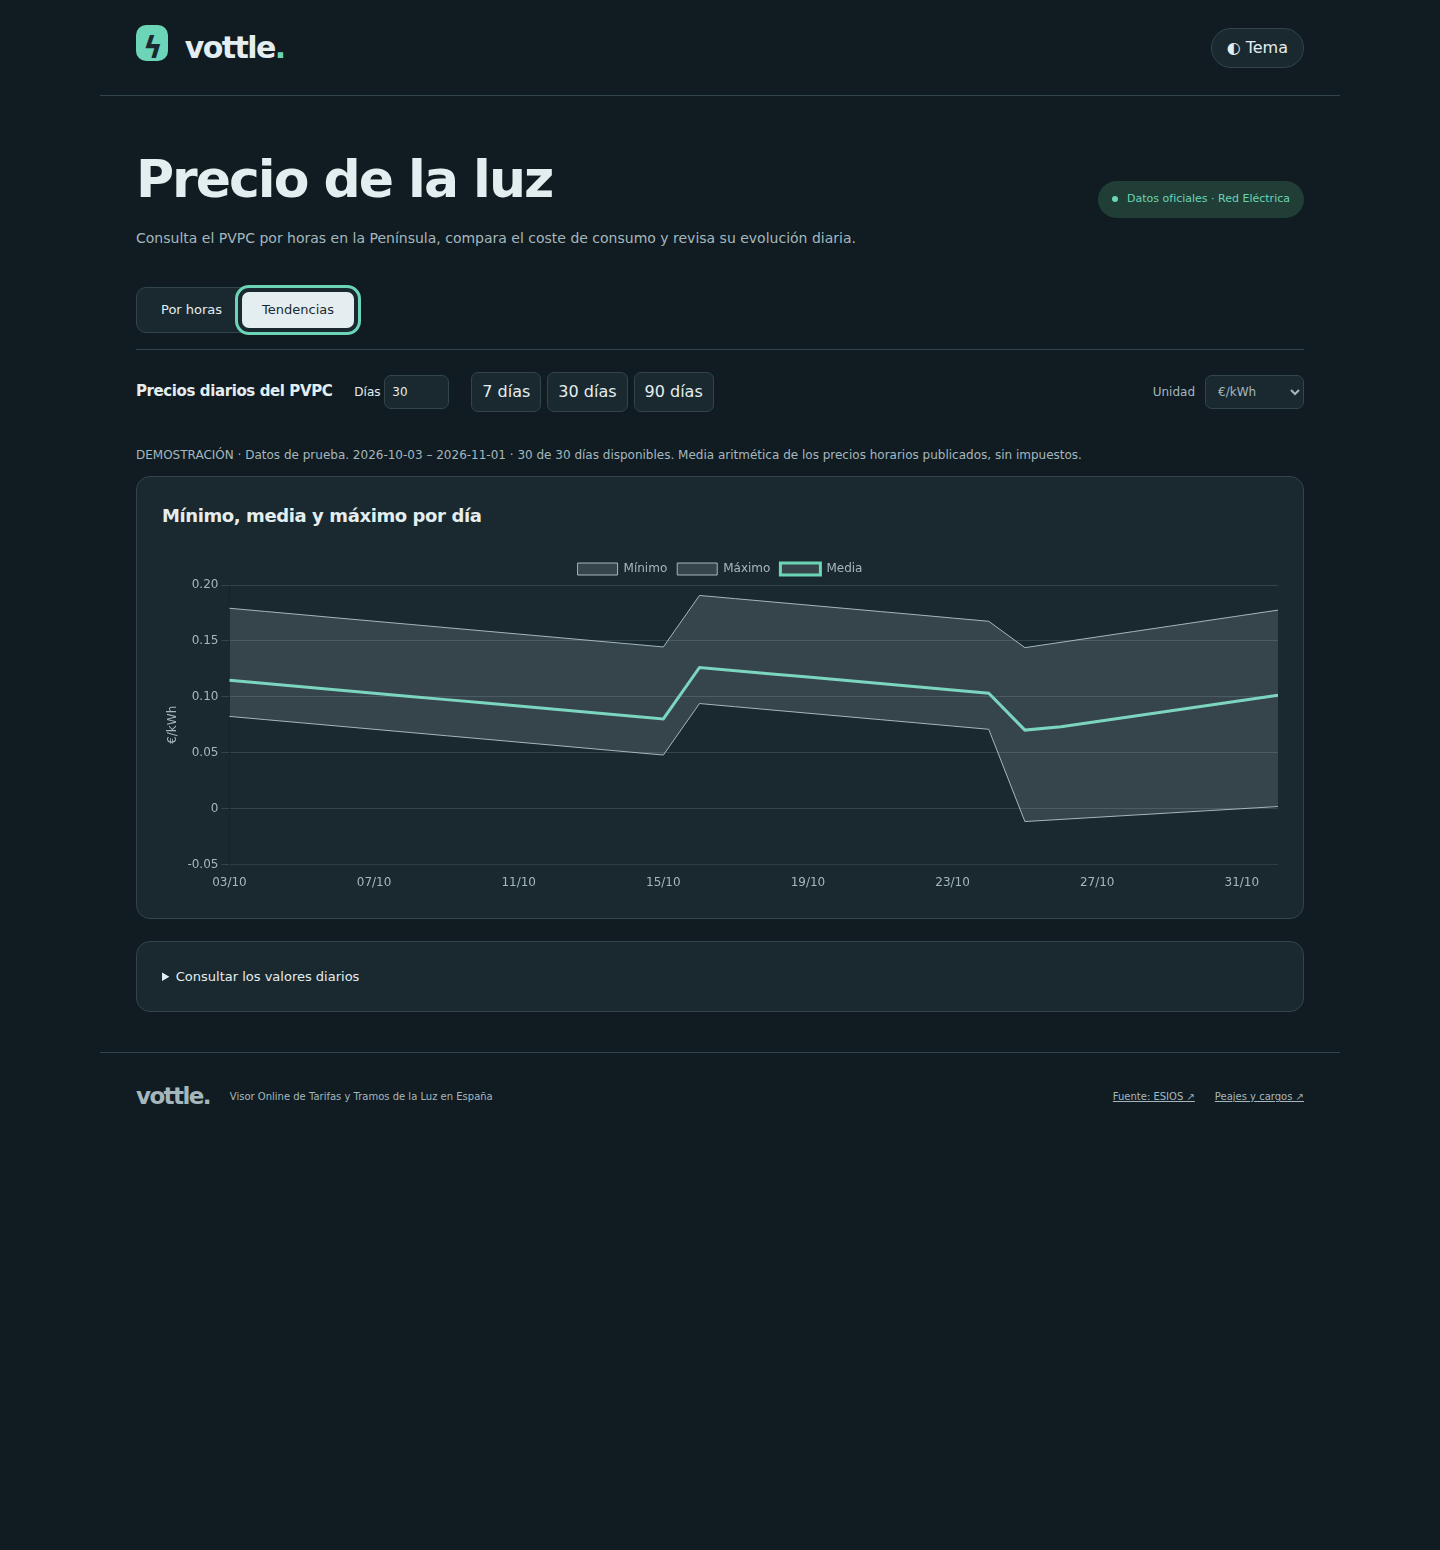 vottle.
◐ Tema
Precio de la luz
Datos oficiales · Red Eléctrica
Consulta el PVPC por horas en la Península, compara el coste de consumo y revisa su evolución diaria.
Por horas
Tendencias
Precios diarios del PVPC
Días 30
7 días
30 días
90 días
Unidad €/kWh
DEMOSTRACIÓN · Datos de prueba. 2026-10-03 – 2026-11-01 · 30 de 30 días disponibles. Media aritmética de los precios horarios publicados, sin impuestos.
Mínimo, media y máximo por día
Mínimo Máximo Media
0.20
0.15
0.10
€/kWh
0.05
0
-0.05
03/10 07/10 11/10 15/10 19/10 23/10 27/10 31/10
▶ Consultar los valores diarios
vottle. Visor Online de Tarifas y Tramos de la Luz en España
Fuente: ESIOS ↗ Peajes y cargos ↗